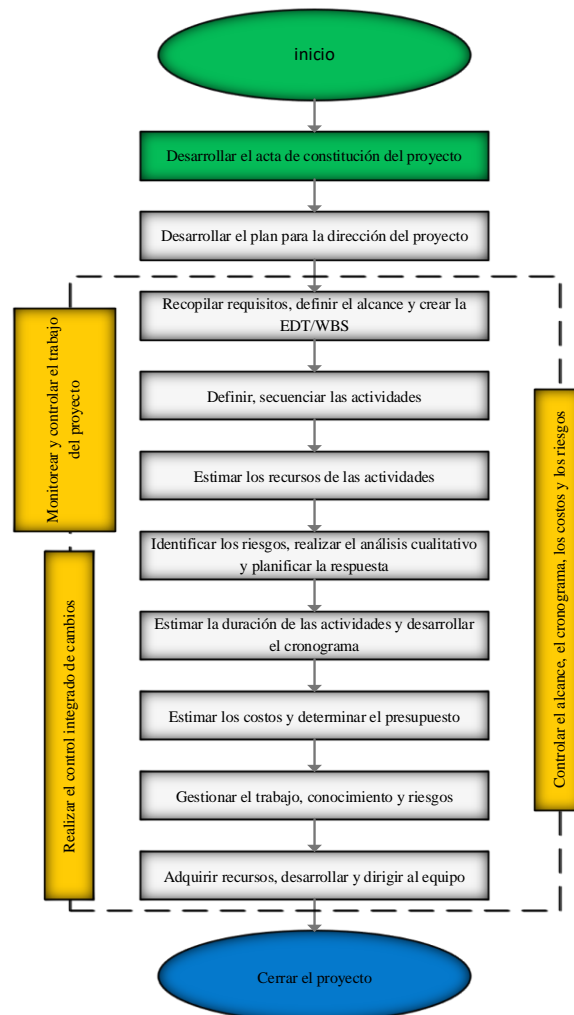 inicio
Desarrollar el acta de constitución del proyecto
Desarrollar el plan para la dirección del proyecto
Recopilar requisitos, definir el alcance y crear la
EDT/WBS
Definir, secuenciar las actividades
Estimar los recursos de las actividades
Identificar los riesgos, realizar el análisis cualitativo
y planificar la respuesta
Estimar la duración de las actividades y desarrollar
el cronograma
Estimar los costos y determinar el presupuesto
Gestionar el trabajo, conocimiento y riesgos
Adquirir recursos, desarrollar y dirigir al equipo
Cerrar el proyecto
Monitorear y controlar el trabajo
del proyecto
Realizar el control integrado de cambios
Controlar el alcance, el cronograma, los costos y los riesgos